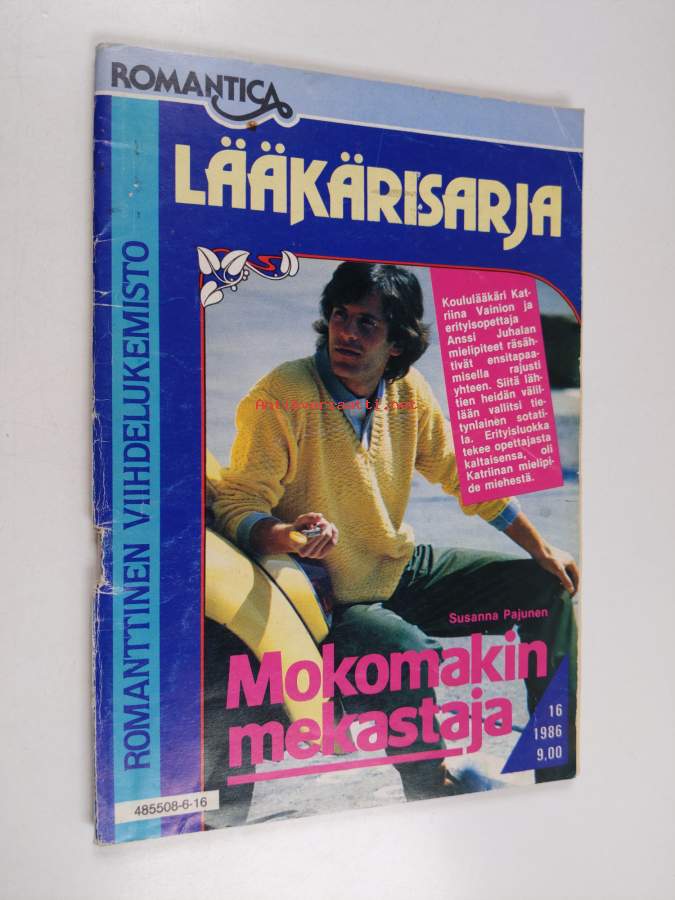 ROMANTICA
LÄÄKÄRISARJA
ROMANTTINEN VIIHDELUKEMISTO
Koululääkäri Kat-
riina Vainion ja
erityisopettaja
Anssi Juhalan
mielipiteet räsäh-
tivät ensitapaa-
misella rajusti
yhteen. Siitä läh-
tien heidän välil-
lään vallitsi tie-
tynlainen sotati-
la. Erityisluokka
tekee opettajasta
kaltaisensa, oli
Katriinan mielipi-
de miehestä.
Antikvariaatti.net
Susanna Pajunen
Mokomakin
mekastaja
16
1986
9,00
485508-6-16